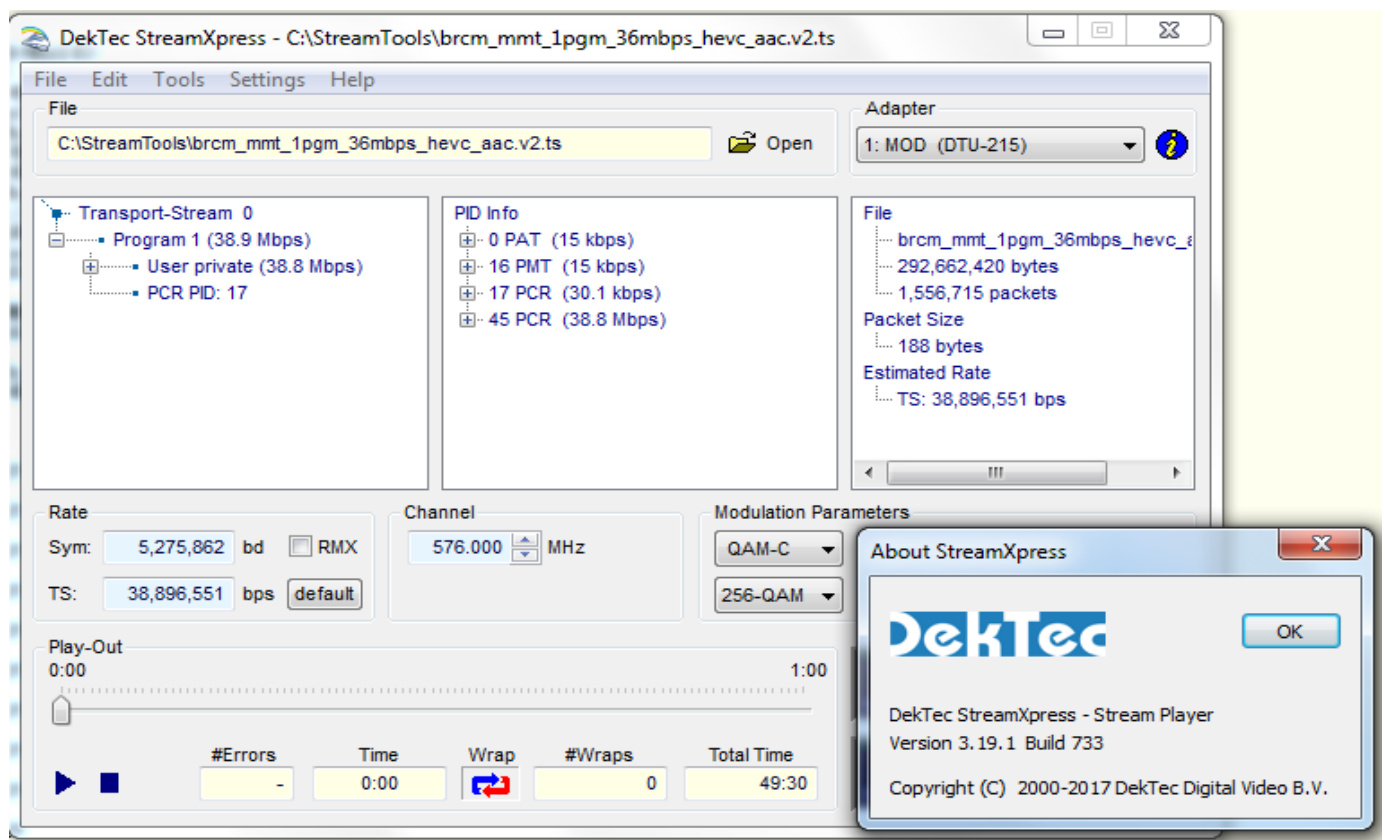 DekTec StreamXpress - C:\StreamTools\brcm_mmt_1pgm_36mbps_hevc_aac.v2.ts
File Edit Tools Settings Help
File
C:\StreamTools\brcm_mmt_1pgm_36mbps_hevc_aac.v2.ts
Open
Adapter
1: MOD (DTU-215)
Transport-Stream 0
Program 1 (38.9 Mbps)
User private (38.8 Mbps)
PCR PID: 17
PID Info
0 PAT (15 kbps)
16 PMT (15 kbps)
17 PCR (30.1 kbps)
45 PCR (38.8 Mbps)
File
brcm_mmt_1pgm_36mbps_hevc_a
292,662,420 bytes
1,556,715 packets
Packet Size
188 bytes
Estimated Rate
TS: 38,896,551 bps
Rate
Sym: 5,275,862 bd RMX
TS: 38,896,551 bps default
Channel
576.000 MHz
Modulation Parameters
QAM-C
256-QAM
Play-Out
0:00 1:00
#Errors Time Wrap #Wraps Total Time
- 0:00 0 49:30
About StreamXpress
DekTec
OK
DekTec StreamXpress - Stream Player
Version 3.19.1 Build 733
Copyright (C) 2000-2017 DekTec Digital Video B.V.